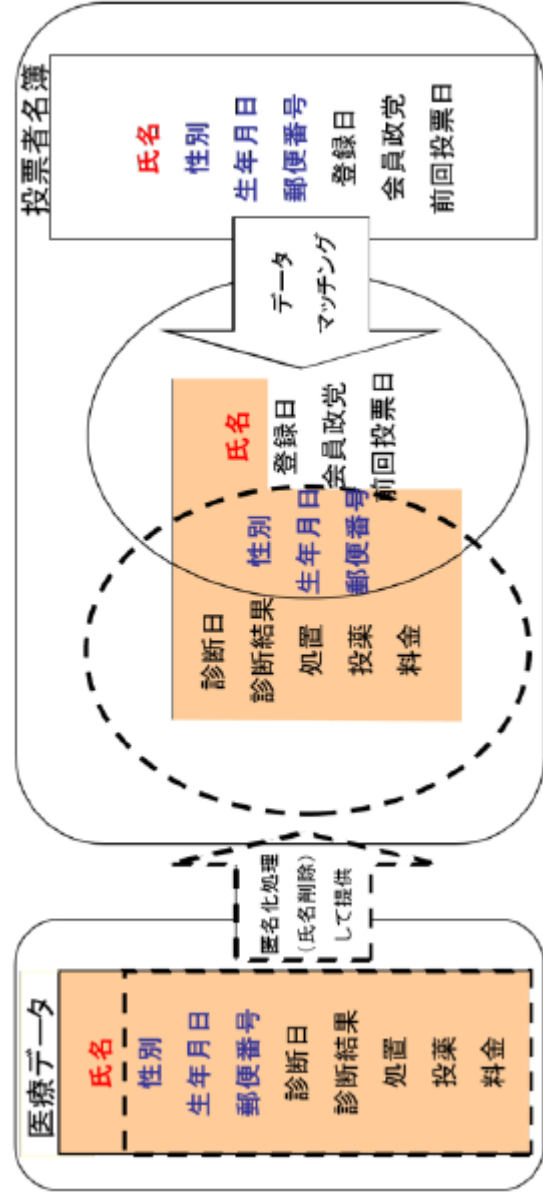 医療データ
氏名
性別
生年月日
郵便番号
診断日
診断結果
処置
投薬
料金
匿名化処理
(氏名削除)
して提供
診断日
診断結果
処置
投薬
料金
性別
生年月日
郵便番号
氏名
登録日
会員政党
前回投票日
データ
マッチング
投票者名簿
氏名
性別
生年月日
郵便番号
登録日
会員政党
前回投票日